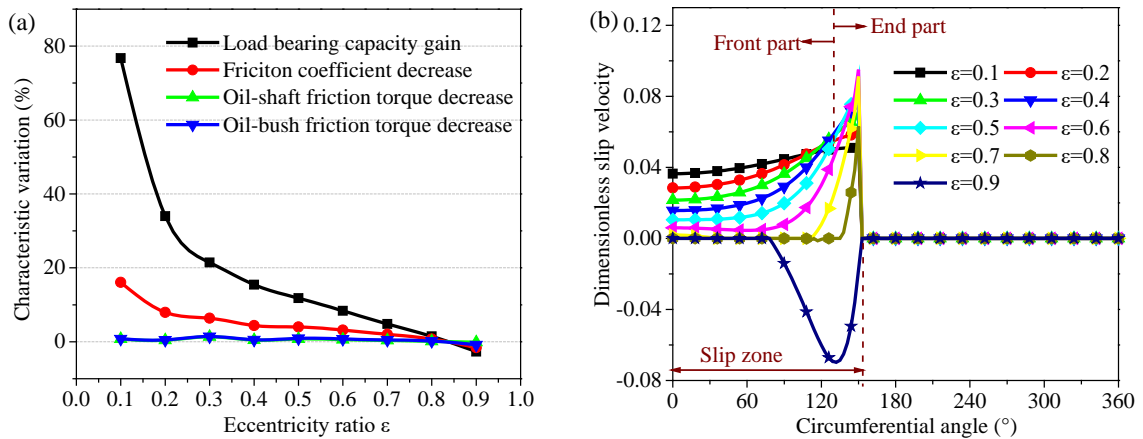 (a)
Characteristic variation (%)
80
60
40
20
0
Load bearing capacity gain
Friciton coefficient decrease
Oil-shaft friction torque decrease
Oil-bush friction torque decrease
0.0 0.1 0.2 0.3 0.4 0.5 0.6 0.7 0.8 0.9 1.0
Eccentricity ratio ε
(b)
Dimensionless slip velocity
0.12
0.08
0.04
0.00
-0.04
-0.08
Front part End part
ε=0.1 ε=0.2
ε=0.3 ε=0.4
ε=0.5 ε=0.6
ε=0.7 ε=0.8
ε=0.9
Slip zone
0 60 120 180 240 300 360
Circumferential angle (°)